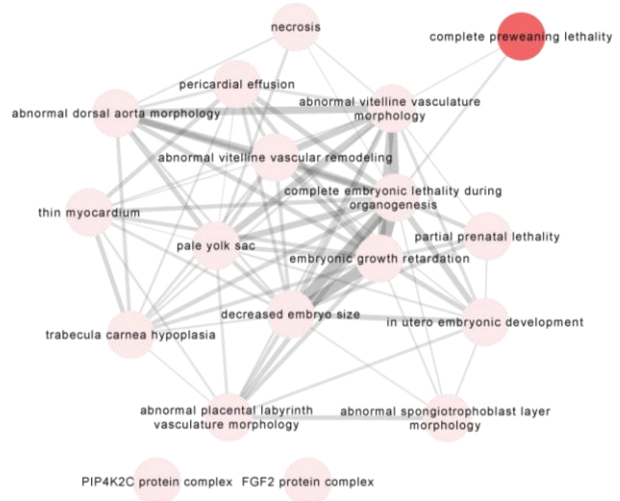 necrosis
complete preweaning lethality
pericardial effusion
abnormal dorsal aorta morphology
abnormal vitelline vasculature
morphology
abnormal vitelline vascular remodeling
complete embryonic lethality during
organogenesis
thin myocardium
partial prenatal lethality
pale yolk sac
embryonic growth retardation
decreased embryo size
in utero embryonic development
trabecula carnea hypoplasia
abnormal placental labyrinth
vasculature morphology
abnormal spongiotrophoblast layer
morphology
PIP4K2C protein complex
FGF2 protein complex